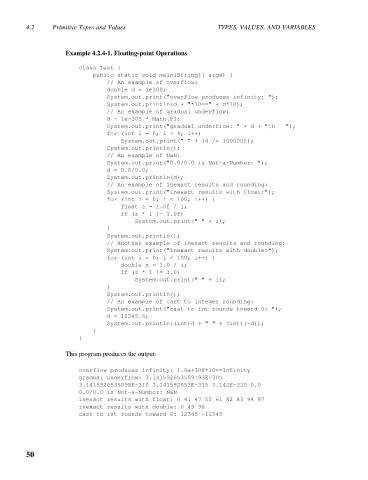 4.2 Primitive Types and Values TYPES, VALUES, AND VARIABLES
Example 4.2.4-1. Floating-point Operations
class Test {
public static void main(String[] args) {
// An example of overflow:
double d = 1e308;
System.out.print("overflow produces infinity: ");
System.out.println(d + "*10==" + d*10);
// An example of gradual underflow:
d = 1e-305 * Math.PI;
System.out.print("gradual underflow: " + d + "\n ");
for (int i = 0; i < 4; i++)
System.out.print(" " + (d /= 100000));
System.out.println();
// An example of NaN:
System.out.print("0.0/0.0 is Not-a-Number: ");
d = 0.0/0.0;
System.out.println(d);
// An example of inexact results and rounding:
System.out.print("inexact results with float:");
for (int i = 0; i < 100; i++) {
float z = 1.0f / i;
if (z * i != 1.0f)
System.out.print(" " + i);
}
System.out.println();
// Another example of inexact results and rounding:
System.out.print("inexact results with double:");
for (int i = 0; i < 100; i++) {
double z = 1.0 / i;
if (z * i != 1.0)
System.out.print(" " + i);
}
System.out.println();
// An example of cast to integer rounding:
System.out.print("cast to int rounds toward 0: ");
d = 12345.6;
System.out.println((int)d + " " + (int)(-d));
}
}
This program produces the output:
overflow produces infinity: 1.0e+308*10==Infinity
gradual underflow: 3.141592653589793E-305
3.1415926535898E-310 3.141592653E-315 3.142E-320 0.0
0.0/0.0 is Not-a-Number: NaN
inexact results with float: 0 41 47 55 61 82 83 94 97
inexact results with double: 0 49 98
cast to int rounds toward 0: 12345 -12345
50